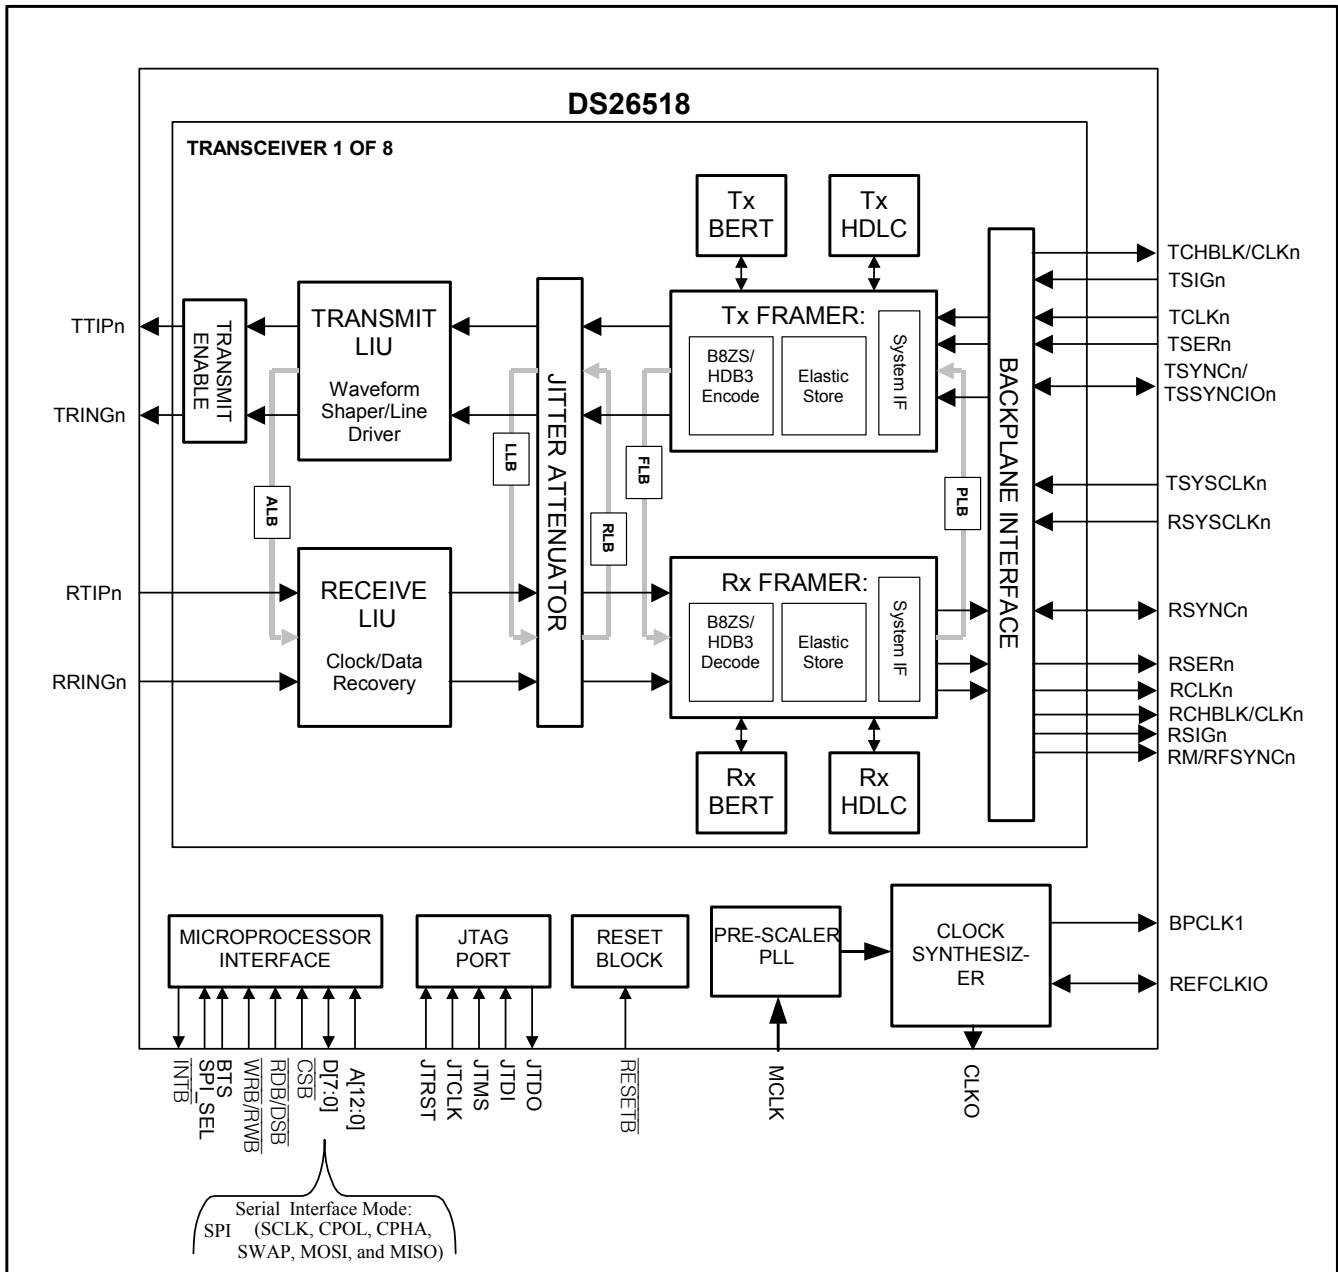 DS26518
TRANSCEIVER 1 OF 8
Tx
BERT
Tx
HDLC
TCHBLK/CLKn
TSIGn
TCLKn
TSERn
TSYNCn/
TSSYNCIOn
TSYSCLKn
RSYSCLKn
RSYNCn
RSERn
RCLKn
RCHBLK/CLKn
RSIGn
RM/RFSYNCn
TTIPn
TRINGn
RTIPn
RRINGn
TRANSMIT
ENABLE
TRANSMIT
LIU
Waveform
Shaper/Line
Driver
JITTER ATTENUATOR
Tx FRAMER:
B8ZS/
HDB3
Encode
Elastic
Store
System IF
BACKPLANE INTERFACE
ALB
LLB
RLB
FLB
PLB
RECEIVE
LIU
Clock/Data
Recovery
Rx FRAMER:
B8ZS/
HDB3
Decode
Elastic
Store
System IF
Rx
BERT
Rx
HDLC
MICROPROCESSOR
INTERFACE
JTAG
PORT
RESET
BLOCK
PRE-SCALER
PLL
CLOCK
SYNTHESIZ-
ER
BPCLK1
REFCLKIO
INTB
SPI_SEL
BTS
WRB/RWB
RDB/DSB
CSB
D[7:0]
A[12:0]
JTRST
JTCLK
JTMS
JTDI
JTDO
RESETB
MCLK
CLKO
Serial Interface Mode:
SPI (SCLK, CPOL, CPHA,
SWAP, MOSI, and MISO)